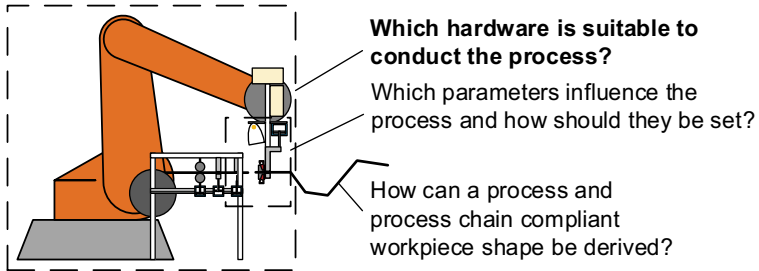 Which hardware is suitable to
conduct the process?
Which parameters influence the
process and how should they be set?
How can a process and
process chain compliant
workpiece shape be derived?